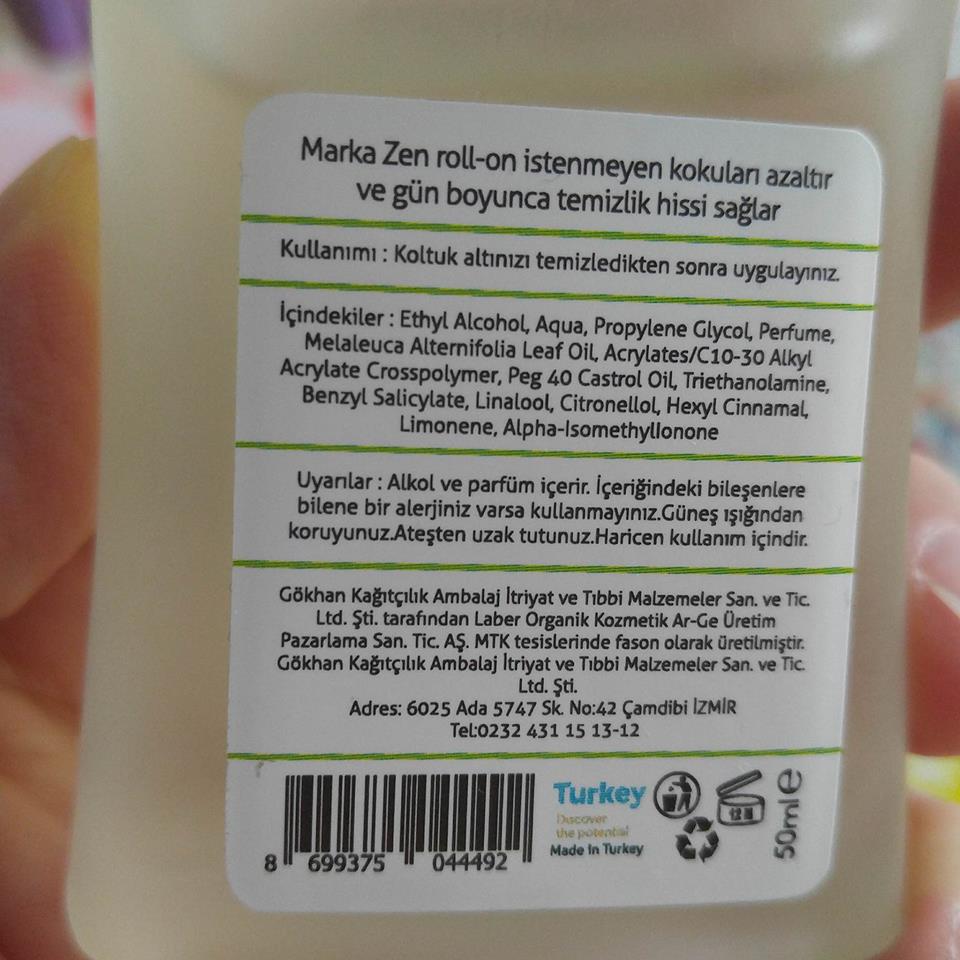 Marka Zen roll-on istenmeyen kokuları azaltır
ve gün boyunca temizlik hissi sağlar
Kullanımı : Koltuk altınızı temizledikten sonra uygulayınız.
İçindekiler : Ethyl Alcohol, Aqua, Propylene Glycol, Perfume,
Melaleuca Alternifolia Leaf Oil, Acrylates/C10-30 Alkyl
Acrylate Crosspolymer, Peg 40 Castrol Oil, Triethanolamine,
Benzyl Salicylate, Linalool, Citronellol, Hexyl Cinnamal,
Limonene, Alpha-IsomethylIonone
Uyarılar : Alkol ve parfüm içerir. İçeriğindeki bileşenlere
bilene bir alerjiniz varsa kullanmayınız.Güneş ışığından
koruyunuz.Ateşten uzak tutunuz.Haricen kullanım içindir.
Gökhan Kağıtçılık Ambalaj İtriyat ve Tıbbi Malzemeler San. ve Tic.
Ltd. Şti. tarafından Laber Organik Kozmetik Ar-Ge Üretim
Pazarlama San. Tic. AŞ. MTK tesislerinde fason olarak üretilmiştir.
Gökhan Kağıtçılık Ambalaj İtriyat ve Tıbbi Malzemeler San. ve Tic.
Ltd. Şti.
Adres: 6025 Ada 5747 Sk. No:42 Çamdibi İZMİR
Tel:0232 431 15 13-12
Turkey
Discover
the potential
Made In Turkey
12 M
50ml e
8 699375 044492